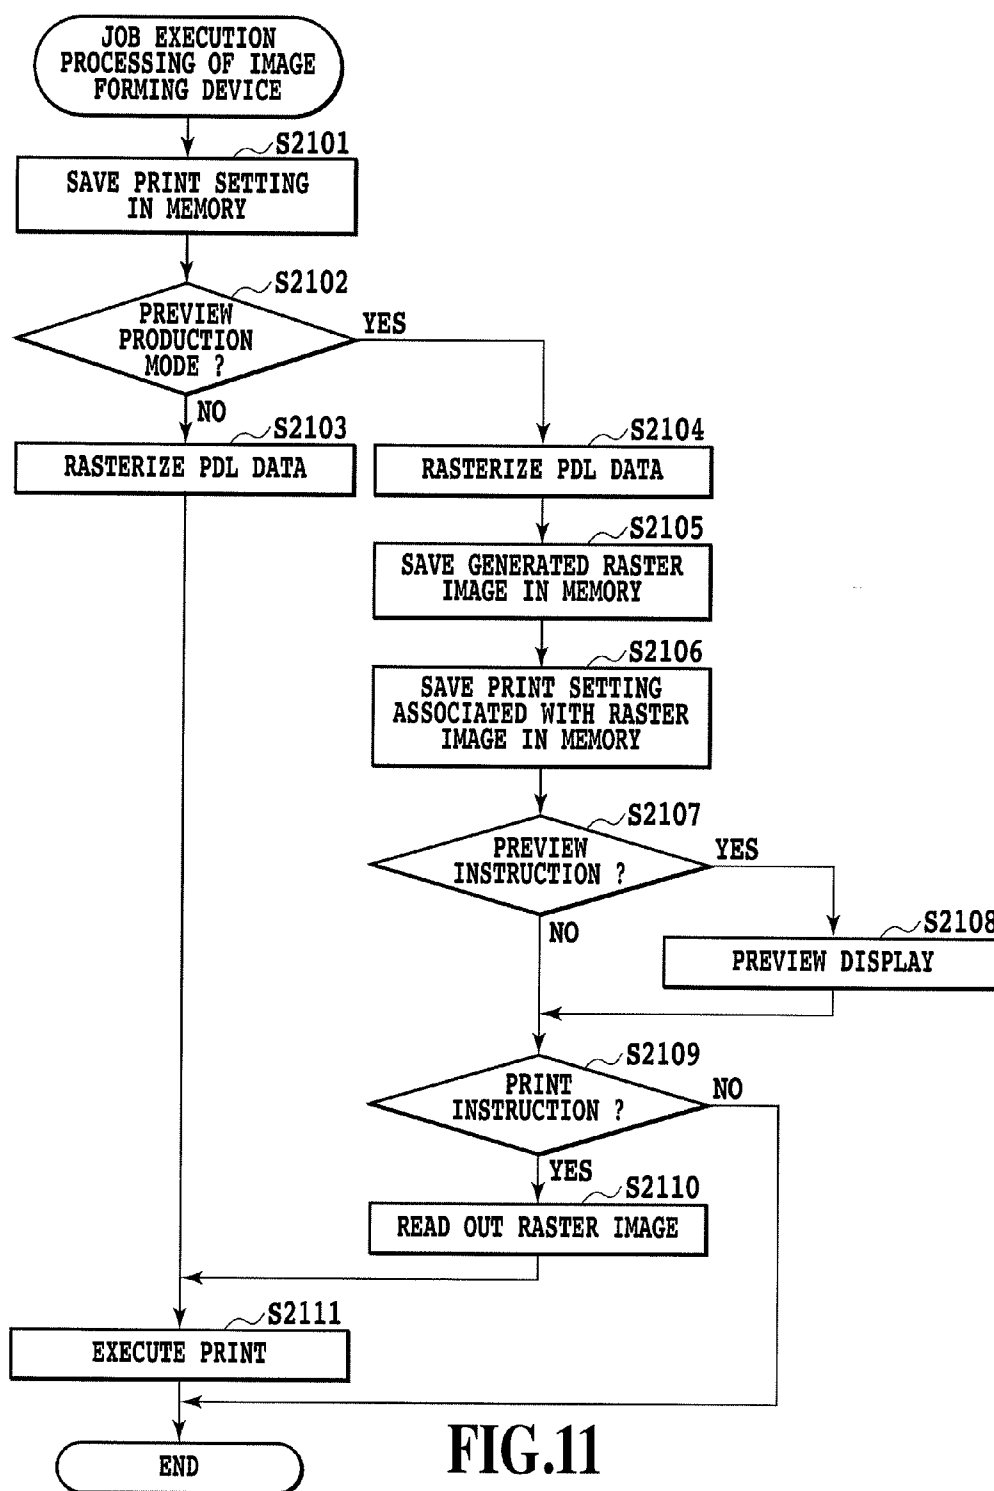 JOB EXECUTION
PROCESSING OF IMAGE
FORMING DEVICE
S2101
SAVE PRINT SETTING
IN MEMORY
S2102
PREVIEW
PRODUCTION
MODE ?
YES
NO
S2103
RASTERIZE PDL DATA
S2104
RASTERIZE PDL DATA
S2105
SAVE GENERATED RASTER
IMAGE IN MEMORY
S2106
SAVE PRINT SETTING
ASSOCIATED WITH RASTER
IMAGE IN MEMORY
S2107
PREVIEW
INSTRUCTION ?
YES
NO
S2108
PREVIEW DISPLAY
S2109
PRINT
INSTRUCTION ?
NO
YES
S2110
READ OUT RASTER IMAGE
S2111
EXECUTE PRINT
END
FIG.11